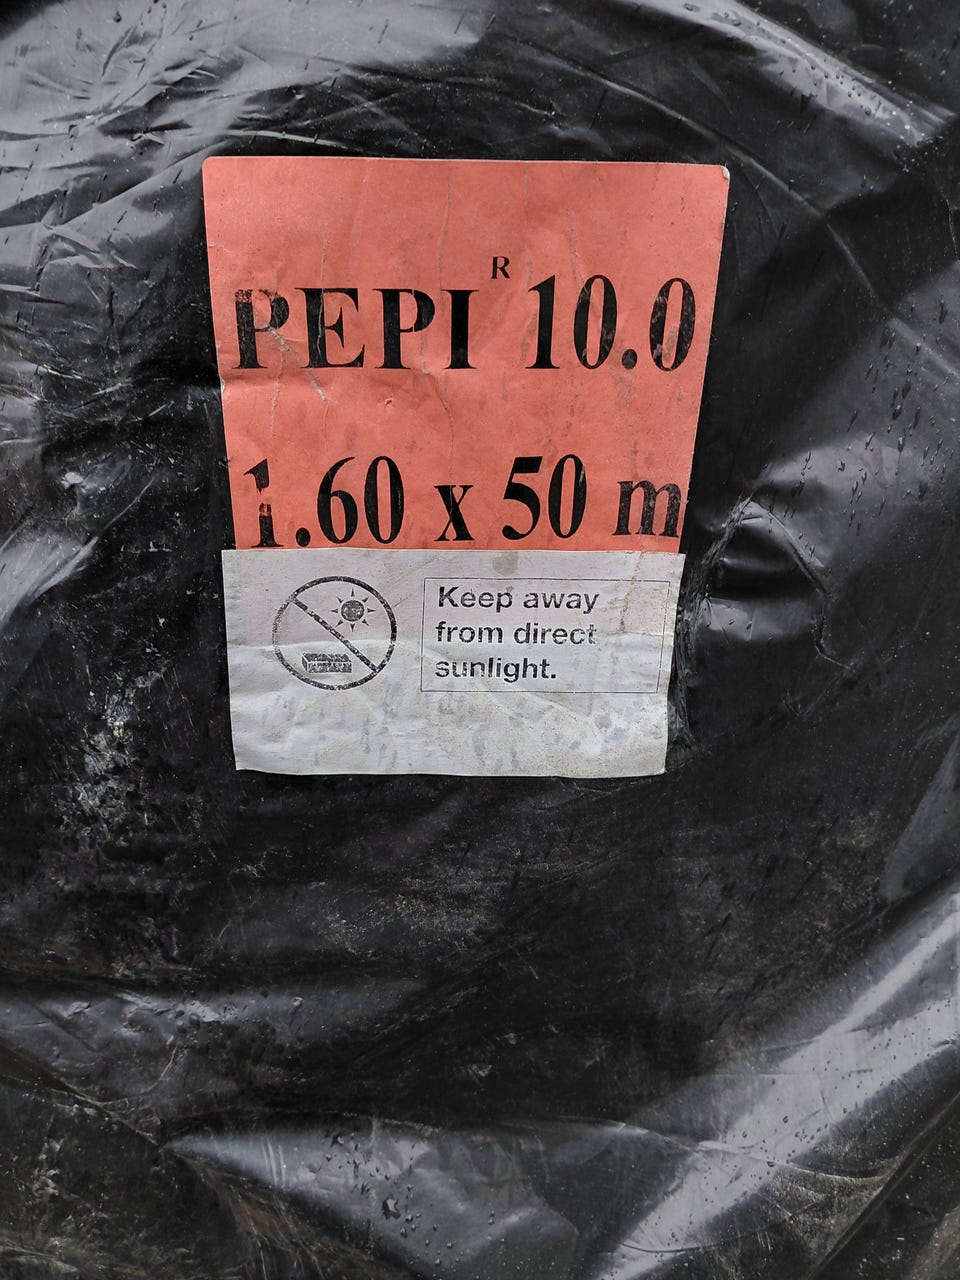 PEPI R 10.0
1.60 x 50 m
Keep away
from direct
sunlight.